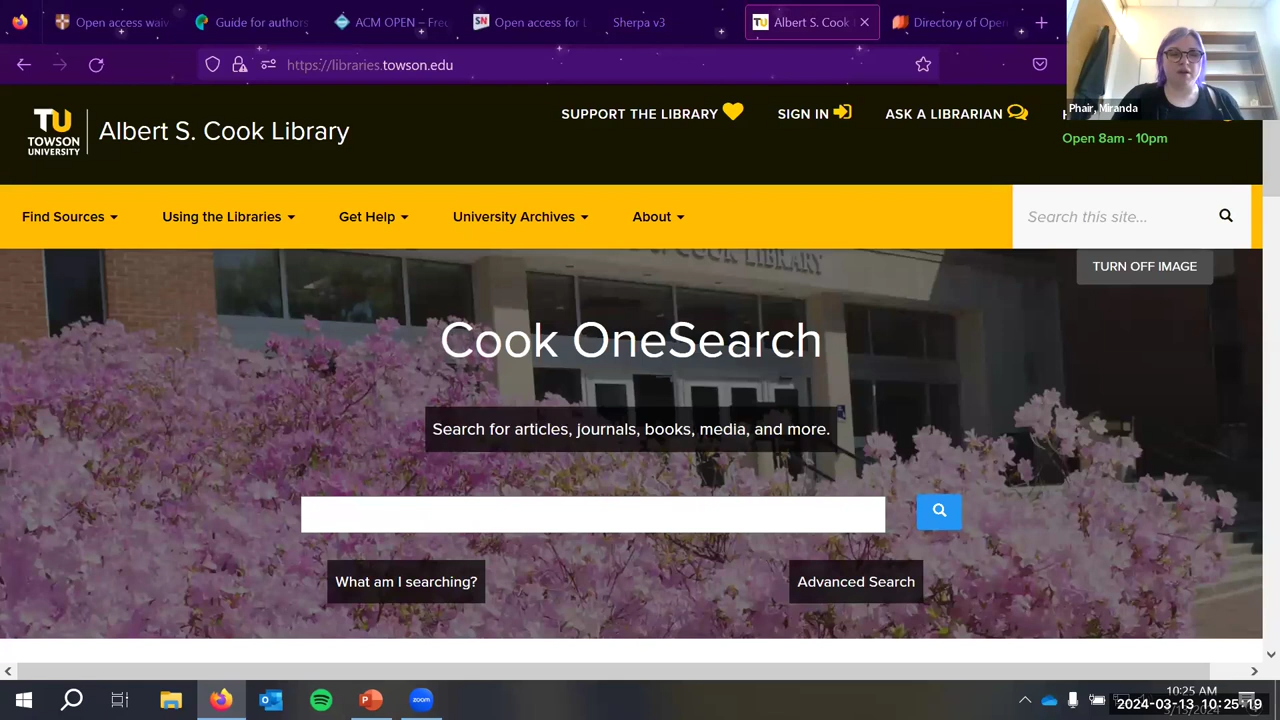 Open access waiv
Guide for authors
ACM OPEN – Free
Open access for
Sherpa v3
Albert S. Cook
Directory of Open
https://libraries.towson.edu
Phair, Miranda
TU
TOWSON
UNIVERSITY
Albert S. Cook Library
SUPPORT THE LIBRARY
SIGN IN
ASK A LIBRARIAN
Open 8am - 10pm
Find Sources
Using the Libraries
Get Help
University Archives
About
Search this site...
COOK LIBRARY
TURN OFF IMAGE
Cook OneSearch
Search for articles, journals, books, media, and more.
What am I searching?
Advanced Search
zoom
10:25 AM
2024-03-13 10:25:19